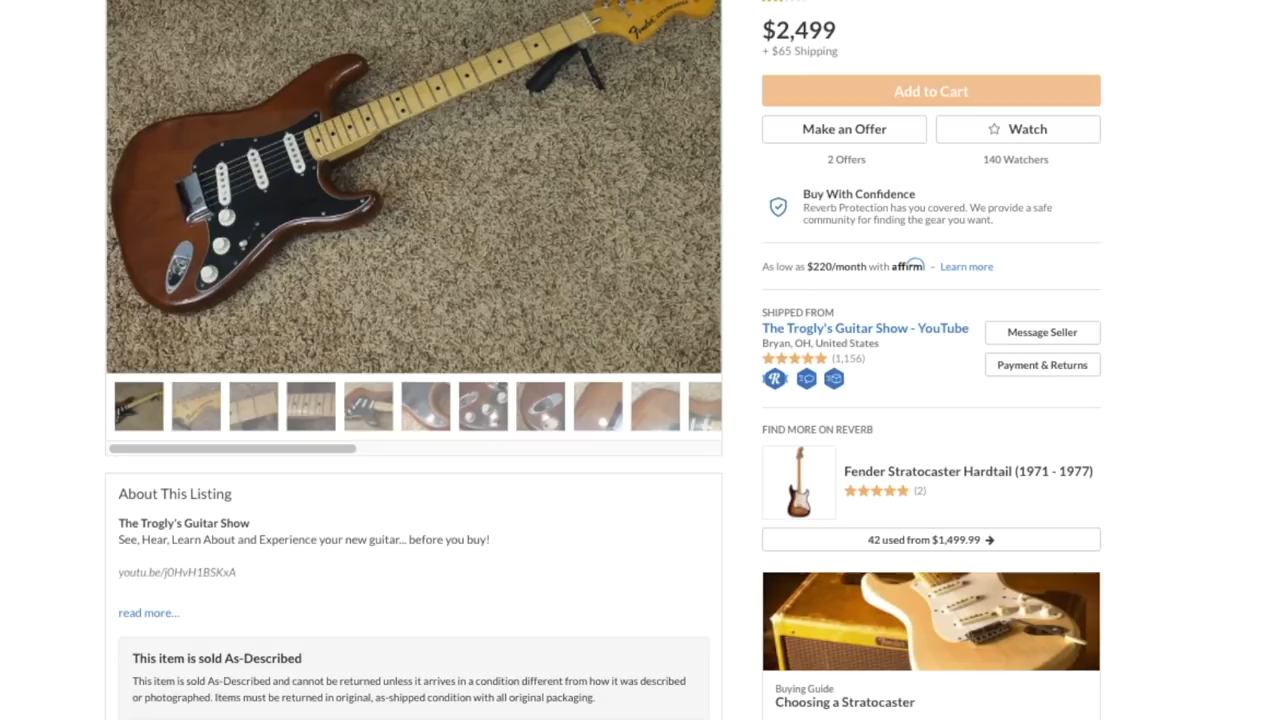 Fender
$2,499
+ $65 Shipping
Add to Cart
Make an Offer
Watch
2 Offers
140 Watchers
Buy With Confidence
Reverb Protection has you covered. We provide a safe
community for finding the gear you want.
As low as $220/month with affirm - Learn more
SHIPPED FROM
The Trogly's Guitar Show - YouTube
Bryan, OH, United States
(1,156)
Message Seller
Payment & Returns
FIND MORE ON REVERB
Fender Stratocaster Hardtail (1971 - 1977)
(2)
42 used from $1,499.99
Buying Guide
Choosing a Stratocaster
About This Listing
The Trogly's Guitar Show
See, Hear, Learn About and Experience your new guitar... before you buy!
youtu.be/j0HvH1BSKxA
read more...
This item is sold As-Described
This item is sold As-Described and cannot be returned unless it arrives in a condition different from how it was described
or photographed. Items must be returned in original, as-shipped condition with all original packaging.